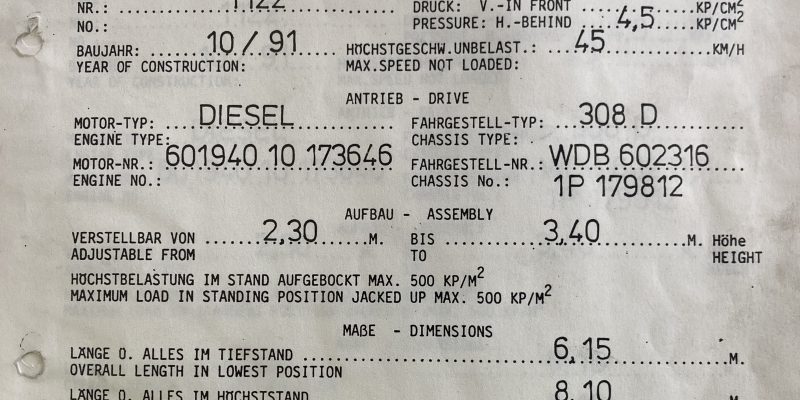 NR.: 1122 DRUCK: V.-IN FRONT KP/CM²
NO.: PRESSURE: H.-BEHIND ...4,5......KP/CM²
BAUJAHR: ....10/91..... HÖCHSTGESCHW.UNBELAST.: ...45............KM/H
YEAR OF CONSTRUCTION: MAX.SPEED NOT LOADED:
ANTRIEB - DRIVE
MOTOR-TYP: ....DIESEL............ FAHRGESTELL-TYP: ....308 D..........
ENGINE TYPE: CHASSIS TYPE:
MOTOR-NR.: 601940 10 173646 FAHRGESTELL-NR.: WDB 602316
ENGINE NO.: CHASSIS No.: 1P 179812
AUFBAU - ASSEMBLY
VERSTELLBAR VON .......2,30......M. BIS ............3,40...........M. Höhe
ADJUSTABLE FROM TO HEIGHT
HÖCHSTBELASTUNG IM STAND AUFGEBOCKT MAX. 500 KP/M²
MAXIMUM LOAD IN STANDING POSITION JACKED UP MAX. 500 KP/M²
MAßE - DIMENSIONS
LÄNGE O. ALLES IM TIEFSTAND ..............................6,15..............M.
OVERALL LENGTH IN LOWEST POSITION
LÄNGE O. ALLES IM HÖCHSTSTAND 8,10 M.